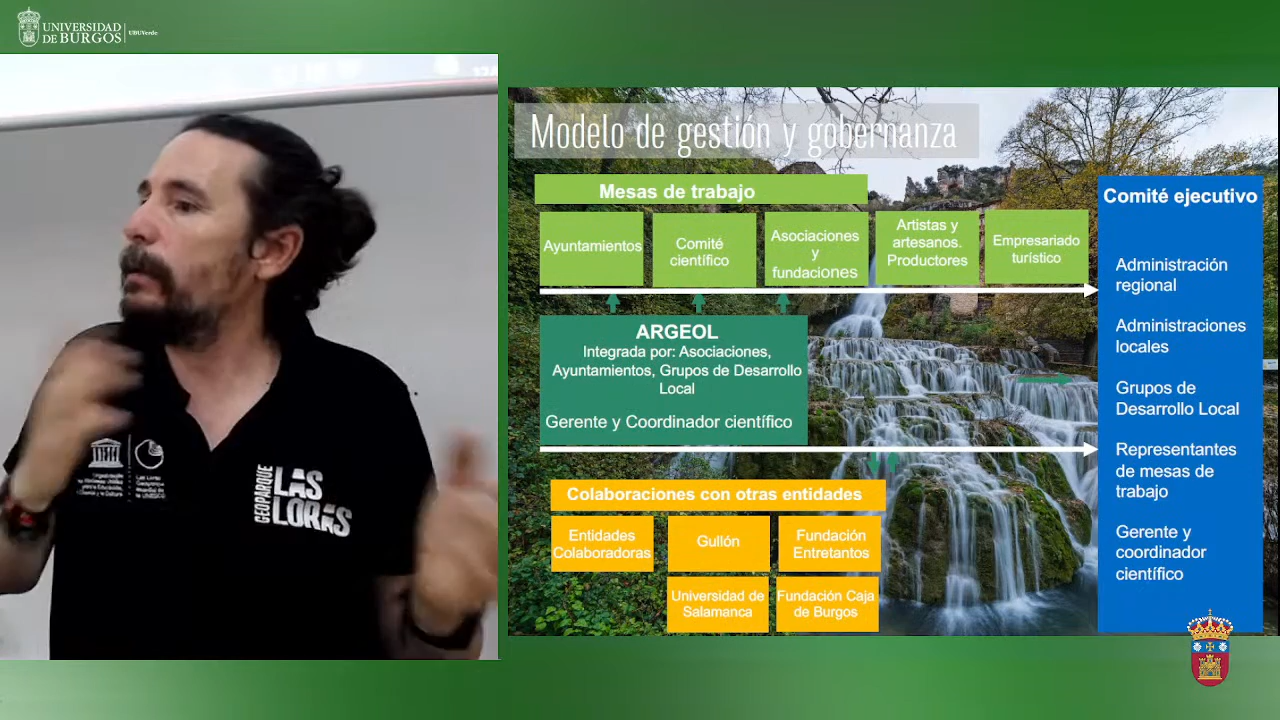 UNIVERSIDAD
DE BURGOS
UBUVerde
Modelo de gestión y gobernanza
Mesas de trabajo
Ayuntamientos
Comité
científico
Asociaciones
y
fundaciones
Artistas y
artesanos.
Productores
Empresariado
turístico
ARGEOL
Integrada por: Asociaciones,
Ayuntamientos, Grupos de Desarrollo
Local
Gerente y Coordinador científico
Colaboraciones con otras entidades
Entidades
Colaboradoras
Gullón
Fundación
Entretantos
Universidad de
Salamanca
Fundación Caja
de Burgos
Comité ejecutivo
Administración
regional
Administraciones
locales
Grupos de
Desarrollo Local
Representantes
de mesas de
trabajo
Gerente y
coordinador
científico
GEOPARQUE
LAS
LORAS